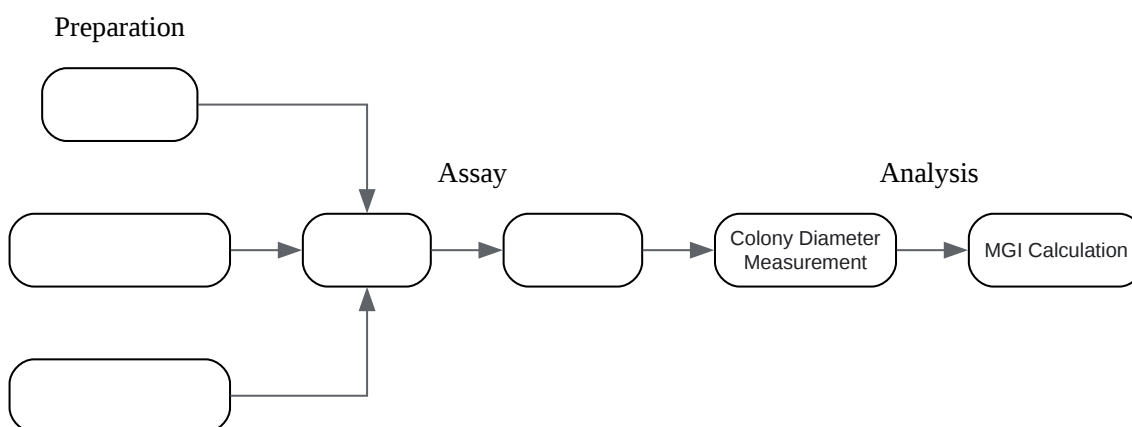 Preparation
Assay
Analysis
Colony Diameter
Measurement
MGI Calculation